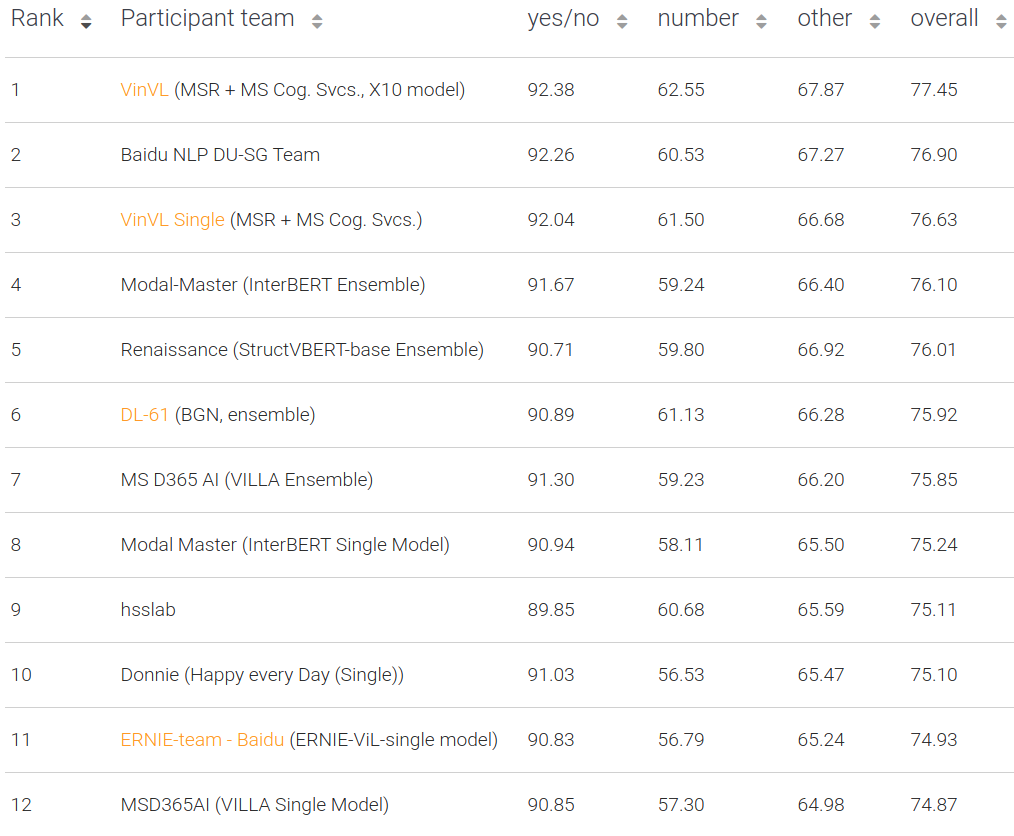 Rank Participant team yes/no number other overall
1 VinVL (MSR + MS Cog. Svcs., X10 model) 92.38 62.55 67.87 77.45
2 Baidu NLP DU-SG Team 92.26 60.53 67.27 76.90
3 VinVL Single (MSR + MS Cog. Svcs.) 92.04 61.50 66.68 76.63
4 Modal-Master (InterBERT Ensemble) 91.67 59.24 66.40 76.10
5 Renaissance (StructVBERT-base Ensemble) 90.71 59.80 66.92 76.01
6 DL-61 (BGN, ensemble) 90.89 61.13 66.28 75.92
7 MS D365 AI (VILLA Ensemble) 91.30 59.23 66.20 75.85
8 Modal Master (InterBERT Single Model) 90.94 58.11 65.50 75.24
9 hsslab 89.85 60.68 65.59 75.11
10 Donnie (Happy every Day (Single)) 91.03 56.53 65.47 75.10
11 ERNIE-team - Baidu (ERNIE-ViL-single model) 90.83 56.79 65.24 74.93
12 MSD365AI (VILLA Single Model) 90.85 57.30 64.98 74.87